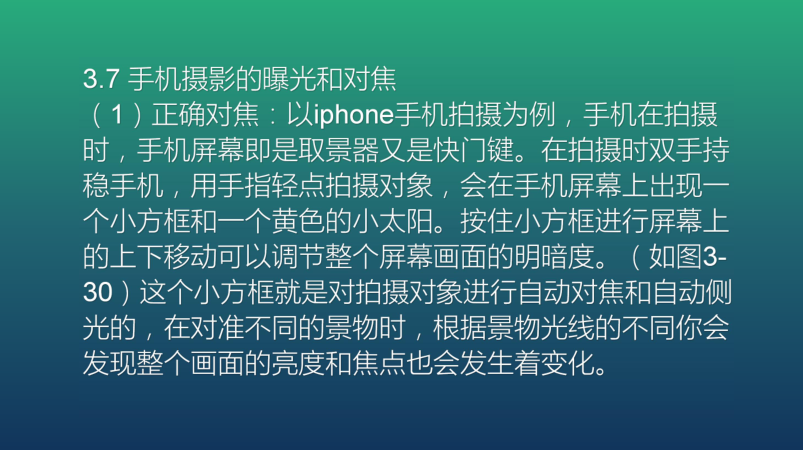 3.7 手机摄影的曝光和对焦
（1）正确对焦：以iphone手机拍摄为例，手机在拍摄
时，手机屏幕即是取景器又是快门键。在拍摄时双手持
稳手机，用手指轻点拍摄对象，会在手机屏幕上出现一
个小方框和一个黄色的小太阳。按住小方框进行屏幕上
的上下移动可以调节整个屏幕画面的明暗度。（如图3-
30）这个小方框就是对拍摄对象进行自动对焦和自动侧
光的，在对准不同的景物时，根据景物光线的不同你会
发现整个画面的亮度和焦点也会发生着变化。